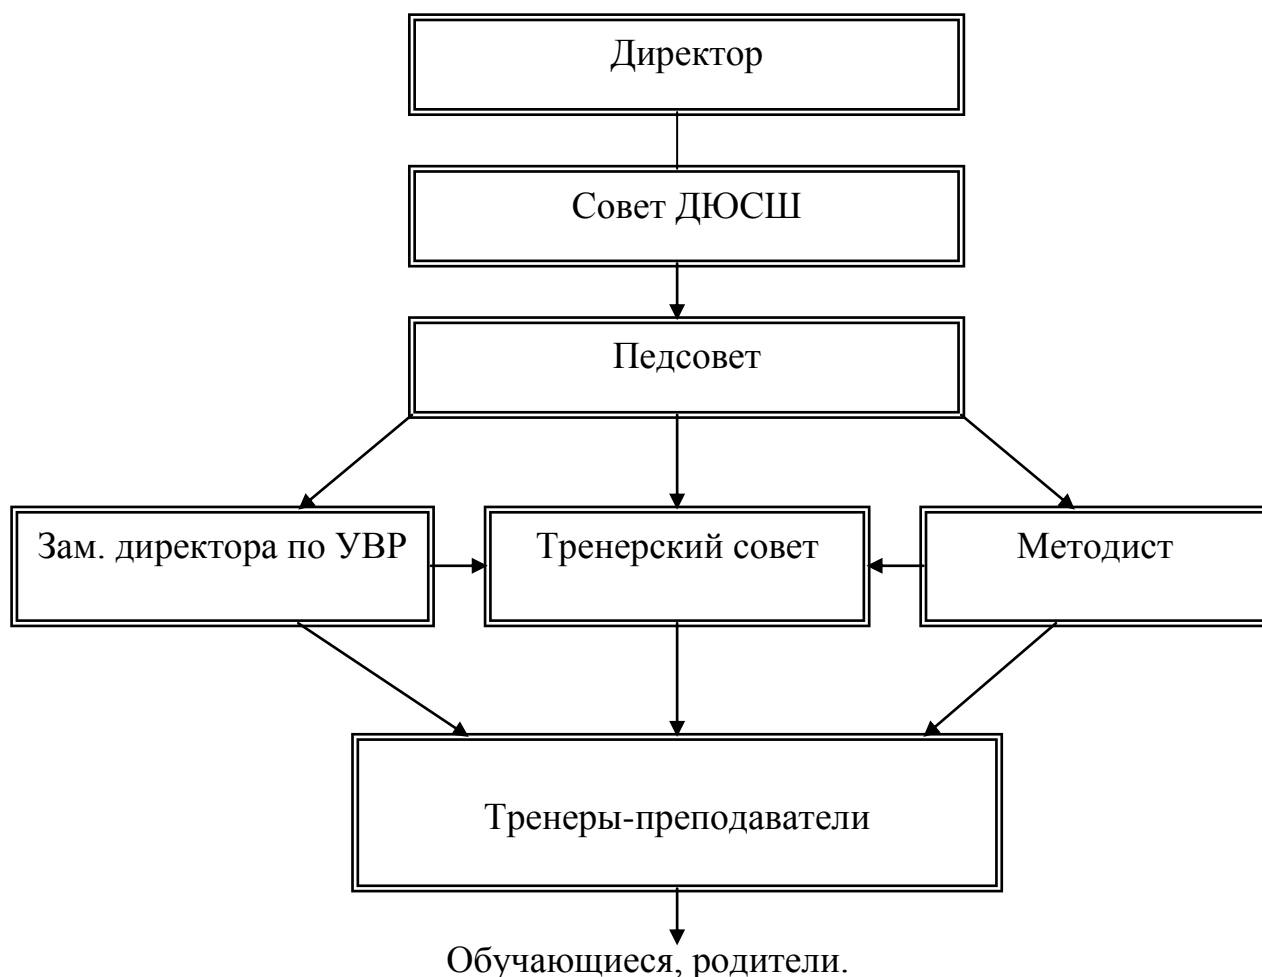 Директор
Совет ДЮСШ
Педсовет
Зам. директора по УВР
Тренерский совет
Методист
Тренеры-преподаватели
Обучающиеся, родители.